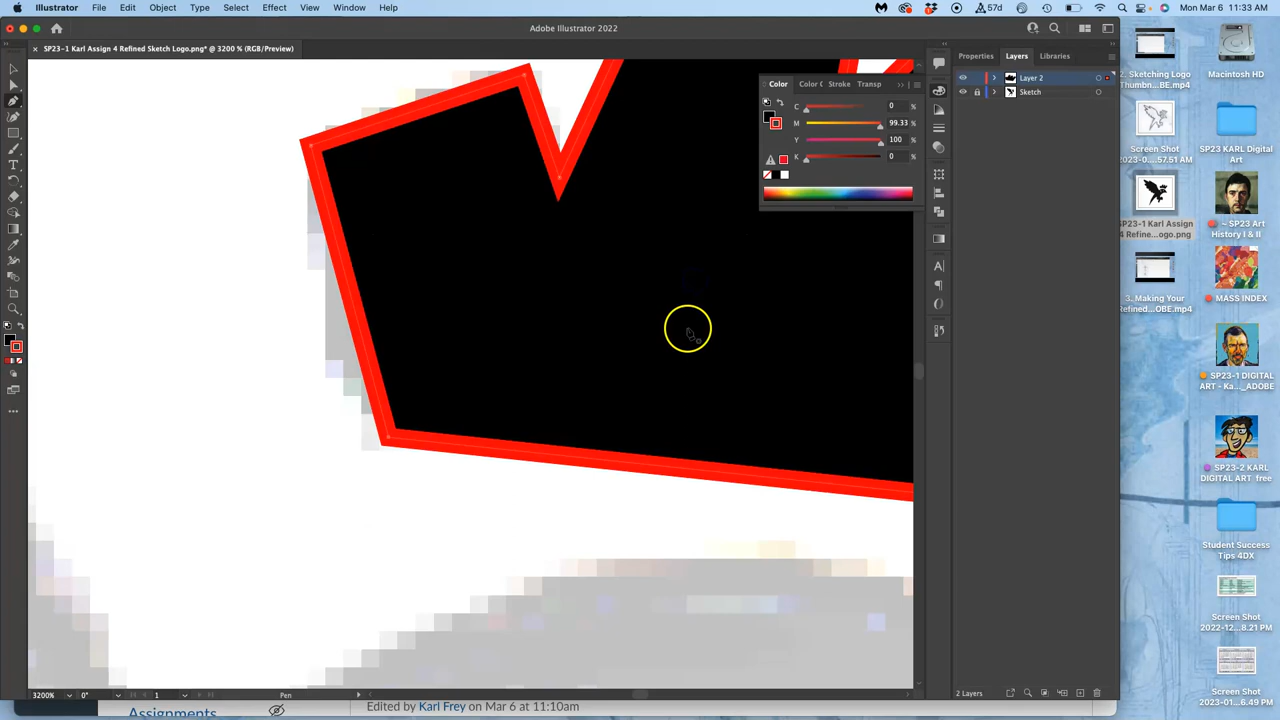 Illustrator File Edit Object Type Select Effect View Window Help
57d
Mon Mar 6 11:33 AM
Adobe Illustrator 2022
× SP23-1 Karl Assign 4 Refined Sketch Logo.png* @ 3200 % (RGB/Preview)
Color Color Stroke Transp
C 0 %
M 99.33 %
Y 100 %
K 0 %
Properties Layers Libraries
Layer 2
Sketch
2 Layers
3200% 0° 1 Pen
Assignments
Edited by Karl Frey on Mar 6 at 11:10am
2. Sketching Logo
Thumbn...BE.mp4
Macintosh HD
Screen Shot
2023-0....57.51 AM
SP23 KARL Digital
Art
SP23-1 Karl Assign
4 Refine...ogo.png
~ SP23 Art
History I & II
3. Making Your
Refined...OBE.mp4
MASS INDEX
SP23-1 DIGITAL
ART - Ka..._ADOBE
SP23-2 KARL
DIGITAL ART free
Student Success
Tips 4DX
Screen Shot
2022-12...8.21 PM
Screen Shot
2023-01...6.49 PM